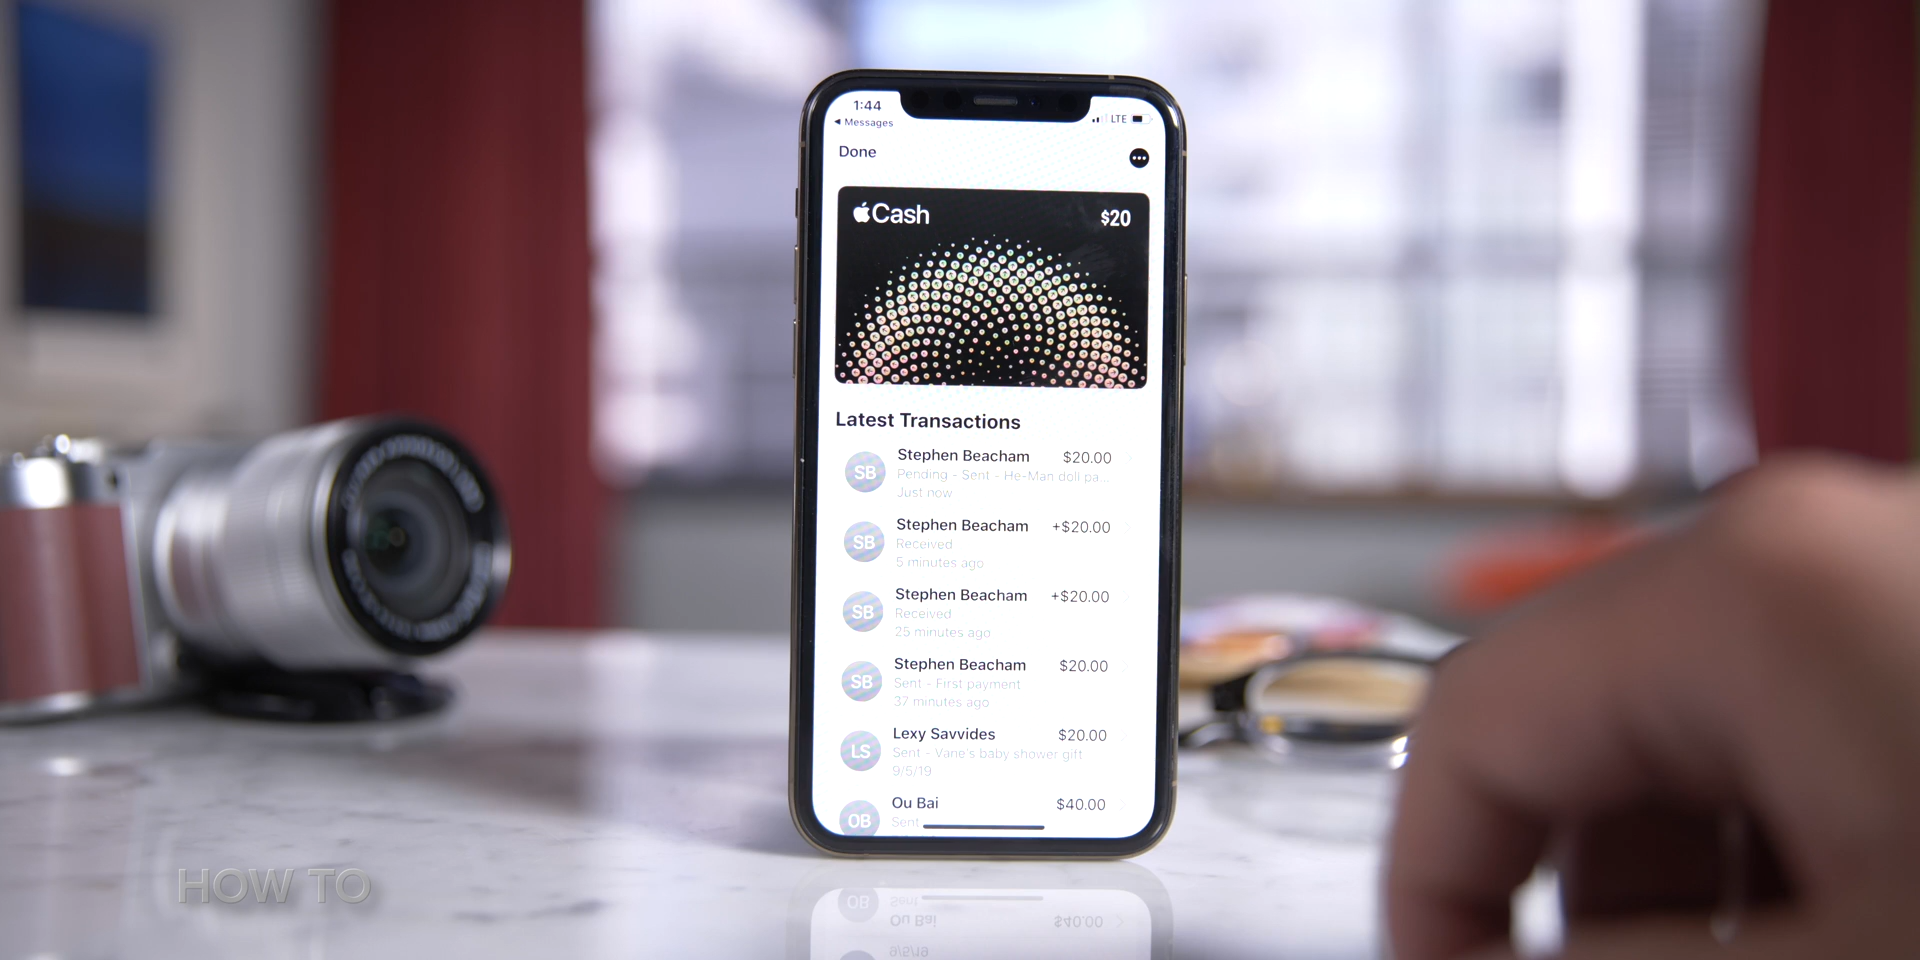 1:44
Messages
LTE
Done
Cash
$20
Latest Transactions
SB
Stephen Beacham
$20.00
Pending - Sent - He-Man doll pa...
Just now
SB
Stephen Beacham
+$20.00
Received
5 minutes ago
SB
Stephen Beacham
+$20.00
Received
25 minutes ago
SB
Stephen Beacham
$20.00
Sent - First payment
37 minutes ago
LS
Lexy Savvides
$20.00
Sent - Vane's baby shower gift
9/5/19
OB
Ou Bai
$40.00
Sent
HOW TO